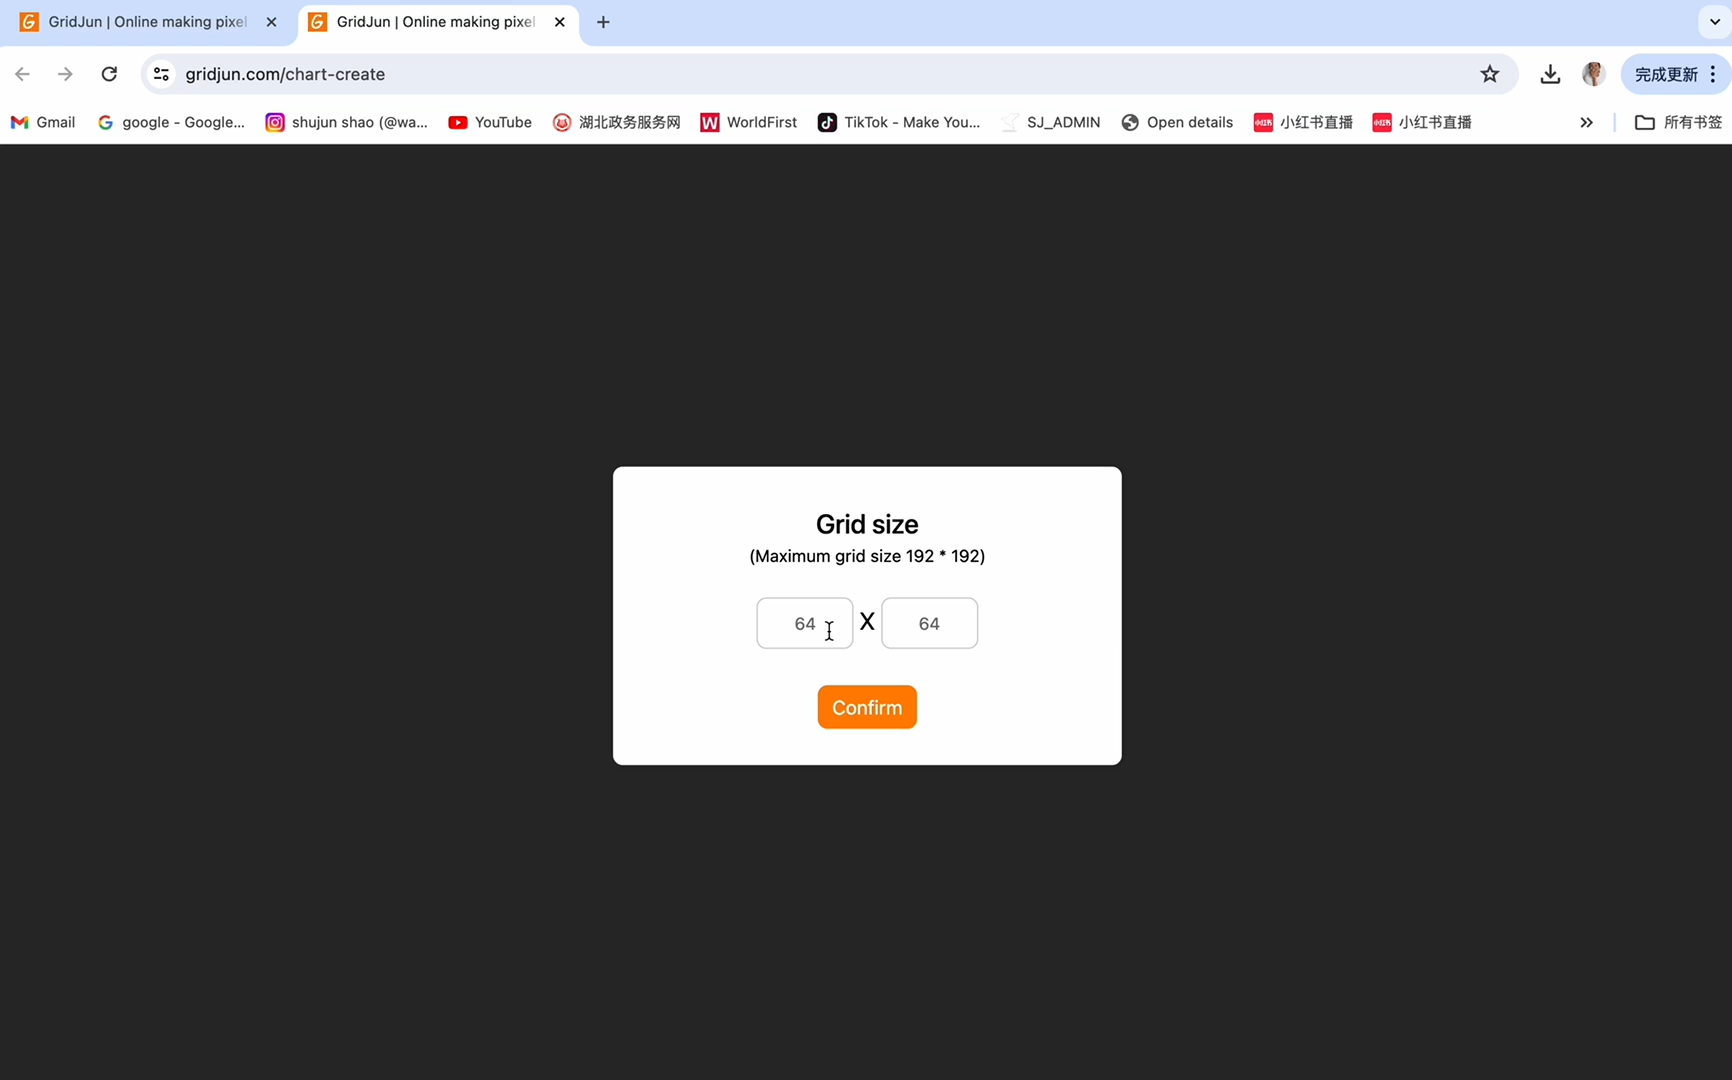 GridJun | Online making pixel
GridJun | Online making pixel
gridjun.com/chart-create
完成更新
Gmail
google - Google...
shujun shao (@wa...
YouTube
湖北政务服务网
WorldFirst
TikTok - Make You...
SJ_ADMIN
Open details
小红书直播
小红书直播
所有书签
Grid size
(Maximum grid size 192 * 192)
64 X 64
Confirm